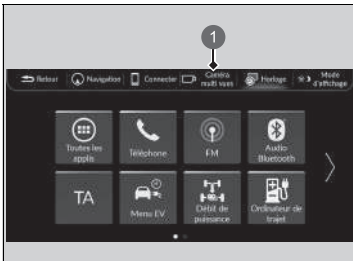 1
Retour Navigation Connecter Caméra multi vues Horloge Mode d'affichage
Toutes les applis
Téléphone
FM
Audio Bluetooth
TA
Menu EV
Débit de puissance
Ordinateur de trajet